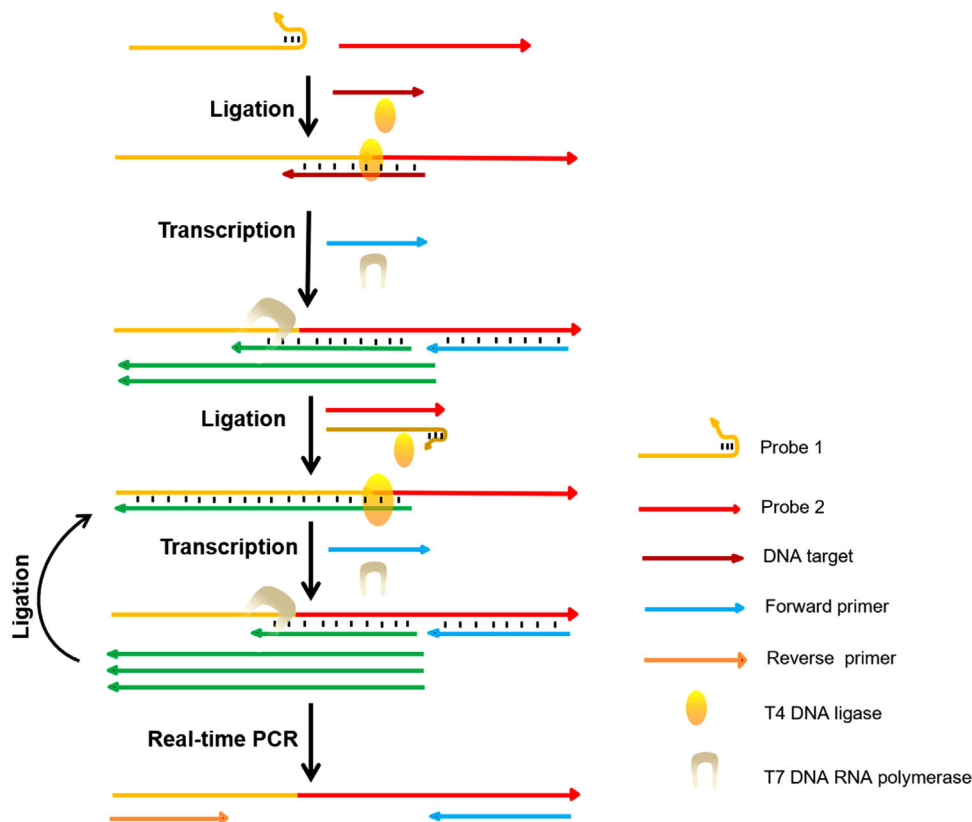 Ligation
Transcription
Ligation
Transcription
Ligation
Real-time PCR
Probe 1
Probe 2
DNA target
Forward primer
Reverse primer
T4 DNA ligase
T7 DNA RNA polymerase